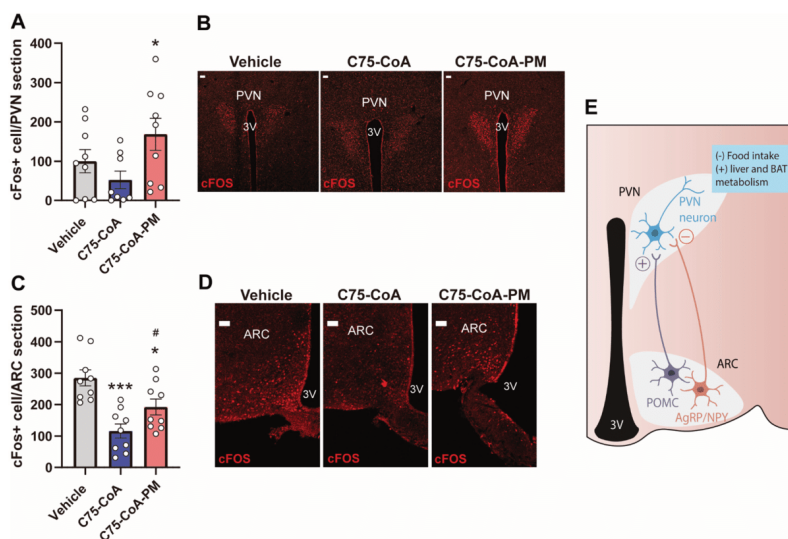 A
cFos+ cell/PVN section
400
300
200
100
0
*
Vehicle
C75-CoA
C75-CoA-PM
B
Vehicle
C75-CoA
C75-CoA-PM
PVN
3V
cFOS
PVN
3V
PVN
3V
C
cFos+ cell/ARC section
500
400
300
200
100
0
***
#
*
Vehicle
C75-CoA
C75-CoA-PM
D
Vehicle
C75-CoA
C75-CoA-PM
ARC
3V
cFOS
ARC
3V
cFOS
ARC
3V
cFOS
E
(-) Food intake
(+) liver and BAT
metabolism
PVN
PVN
neuron
−
+
ARC
POMC
AgRP/NPY
3V